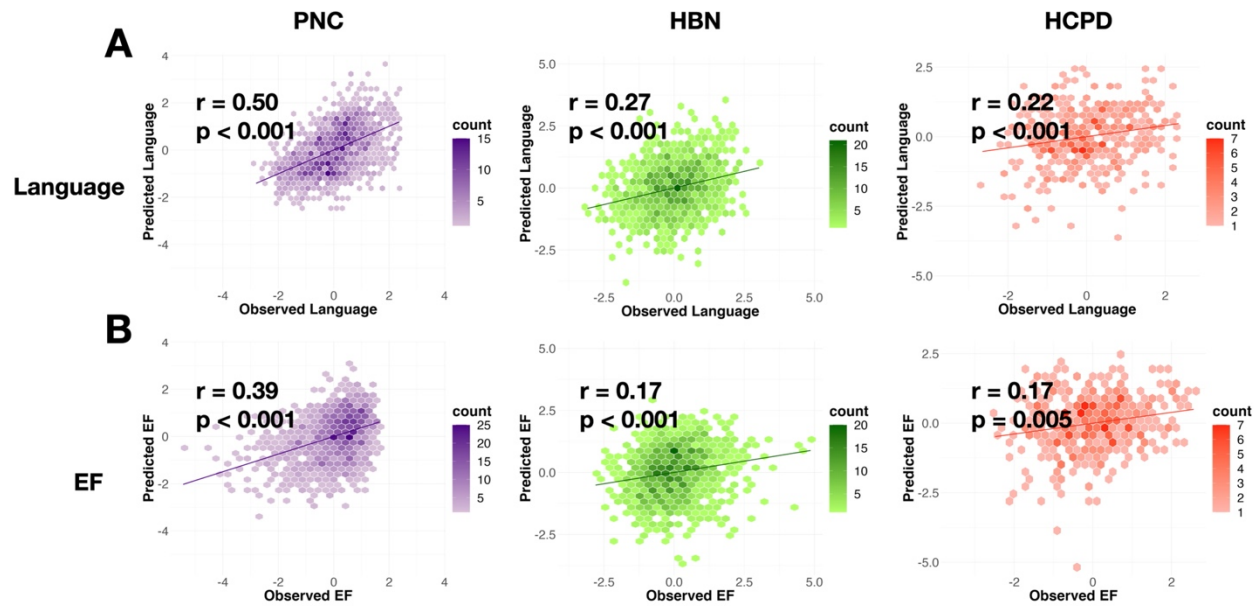 PNC
HBN
HCPD
A
Language
Predicted Language
4
2
0
-2
-4
r = 0.50
p < 0.001
count
15
10
5
-4
-2
0
2
4
Observed Language
Predicted Language
5.0
2.5
0.0
-2.5
r = 0.27
p < 0.001
count
20
15
10
5
-2.5
0.0
2.5
5.0
Observed Language
Predicted Language
2.5
0.0
-2.5
-5.0
r = 0.22
p < 0.001
count
7
6
5
4
3
2
1
-2
0
2
Observed Language
B
EF
Predicted EF
4
2
0
-2
-4
r = 0.39
p < 0.001
count
25
20
15
10
5
-4
-2
0
2
4
Observed EF
Predicted EF
5.0
2.5
0.0
-2.5
r = 0.17
p < 0.001
count
20
15
10
5
-2.5
0.0
2.5
5.0
Observed EF
Predicted EF
2.5
0.0
-2.5
-5.0
r = 0.17
p = 0.005
count
7
6
5
4
3
2
1
-2
0
2
Observed EF